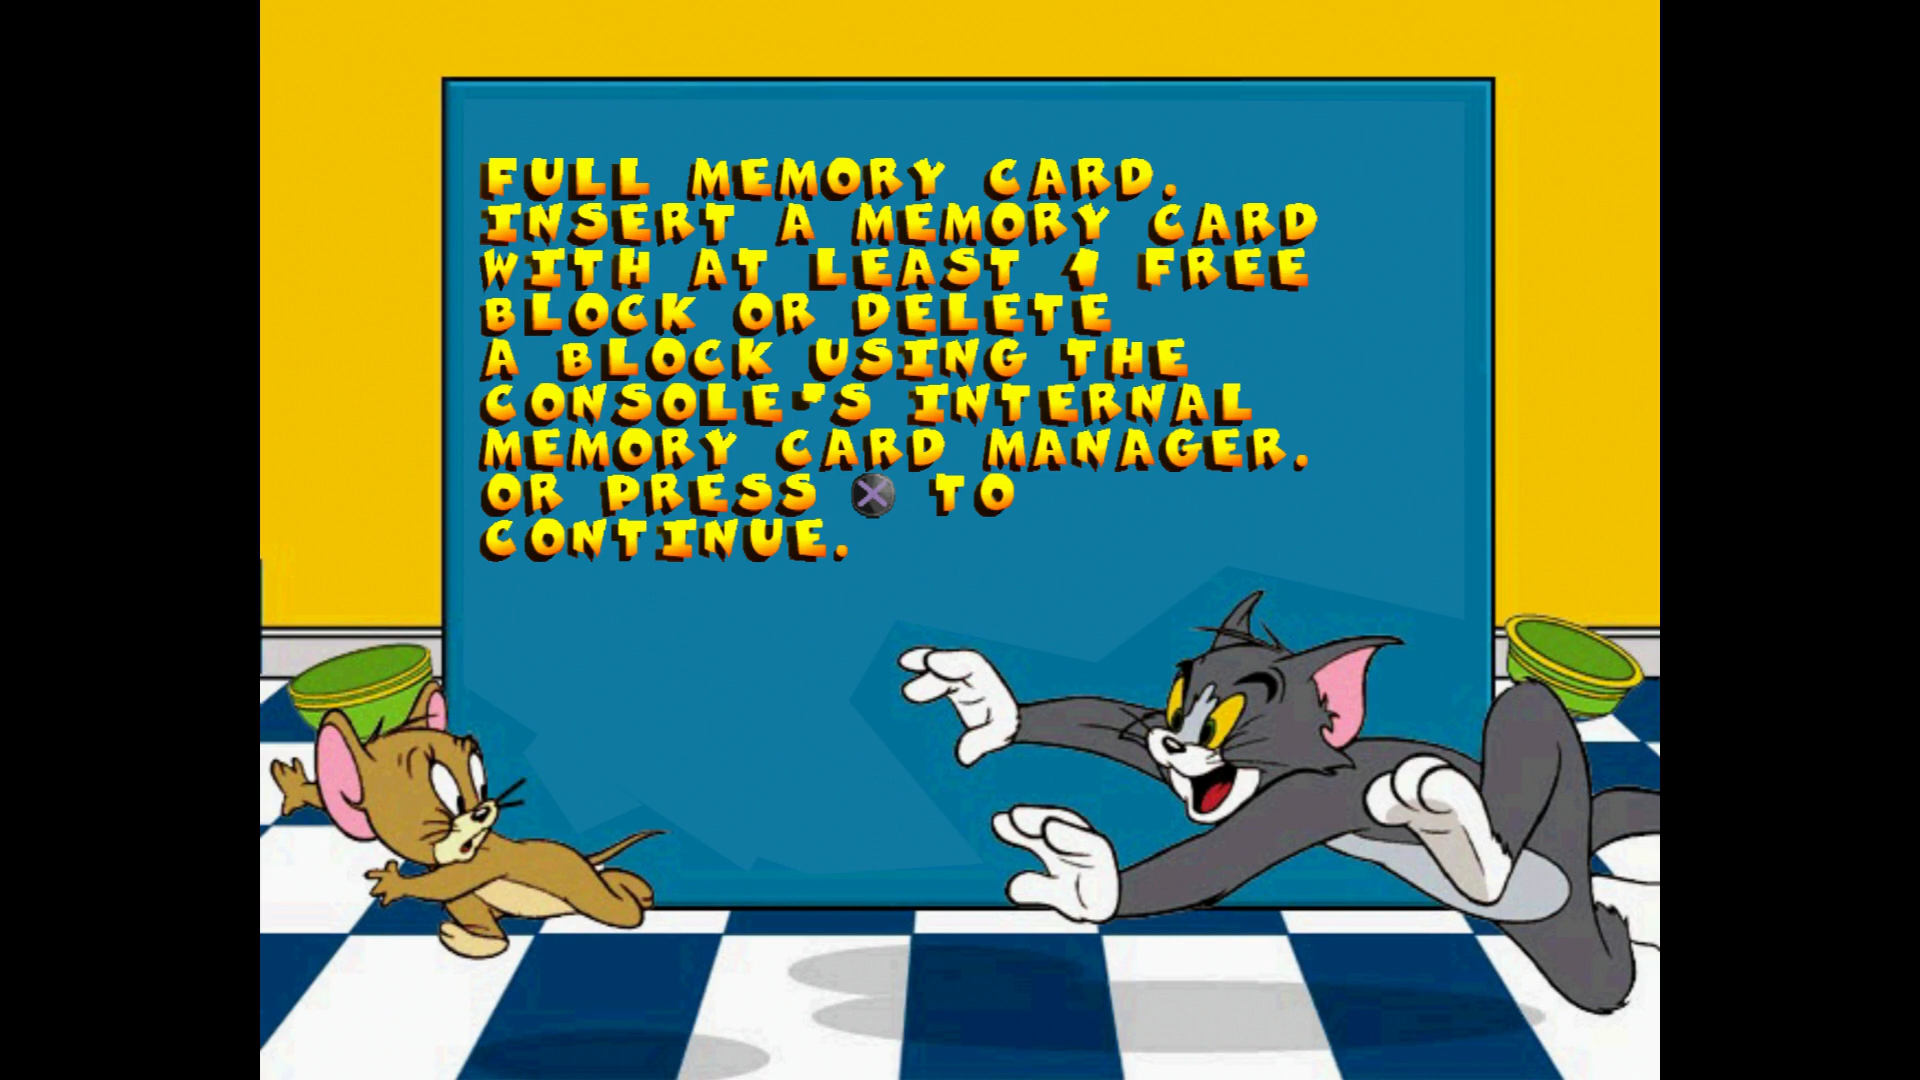 FULL MEMORY CARD.
INSERT A MEMORY CARD
WITH AT LEAST 1 FREE
BLOCK OR DELETE
A BLOCK USING THE
CONSOLE'S INTERNAL
MEMORY CARD MANAGER.
OR PRESS TO
CONTINUE.